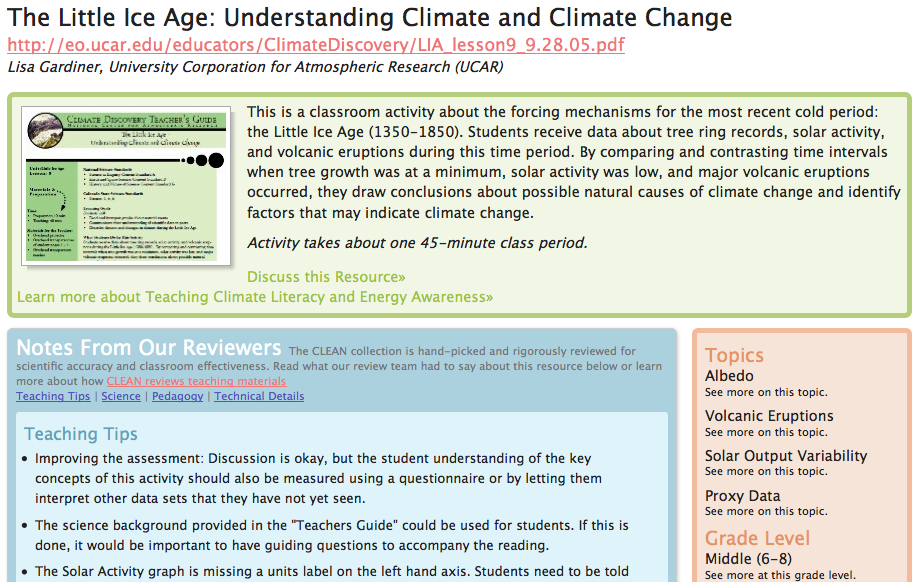 The Little Ice Age: Understanding Climate and Climate Change
http://eo.ucar.edu/educators/ClimateDiscovery/LIA_lesson9_9.28.05.pdf
Lisa Gardiner, University Corporation for Atmospheric Research (UCAR)
CLIMATE DISCOVERY TEACHER'S GUIDE
The Little Ice Age
Understanding Climate and Climate Change
This is a classroom activity about the forcing mechanisms for the most recent cold period:
the Little Ice Age (1350-1850). Students receive data about tree ring records, solar activity,
and volcanic eruptions during this time period. By comparing and contrasting time intervals
when tree growth was at a minimum, solar activity was low, and major volcanic eruptions
occurred, they draw conclusions about possible natural causes of climate change and identify
factors that may indicate climate change.
Activity takes about one 45-minute class period.
Discuss this Resource»
Learn more about Teaching Climate Literacy and Energy Awareness»
Notes From Our Reviewers The CLEAN collection is hand-picked and rigorously reviewed for
scientific accuracy and classroom effectiveness. Read what our review team had to say about this resource below or learn
more about how CLEAN reviews teaching materials
Teaching Tips | Science | Pedagogy | Technical Details
Teaching Tips
• Improving the assessment: Discussion is okay, but the student understanding of the key
concepts of this activity should also be measured using a questionnaire or by letting them
interpret other data sets that they have not yet seen.
• The science background provided in the "Teachers Guide" could be used for students. If this is
done, it would be important to have guiding questions to accompany the reading.
• The Solar Activity graph is missing a units label on the left hand axis. Students need to be told
Topics
Albedo
See more on this topic.
Volcanic Eruptions
See more on this topic.
Solar Output Variability
See more on this topic.
Proxy Data
See more on this topic.
Grade Level
Middle (6-8)
See more at this grade level.